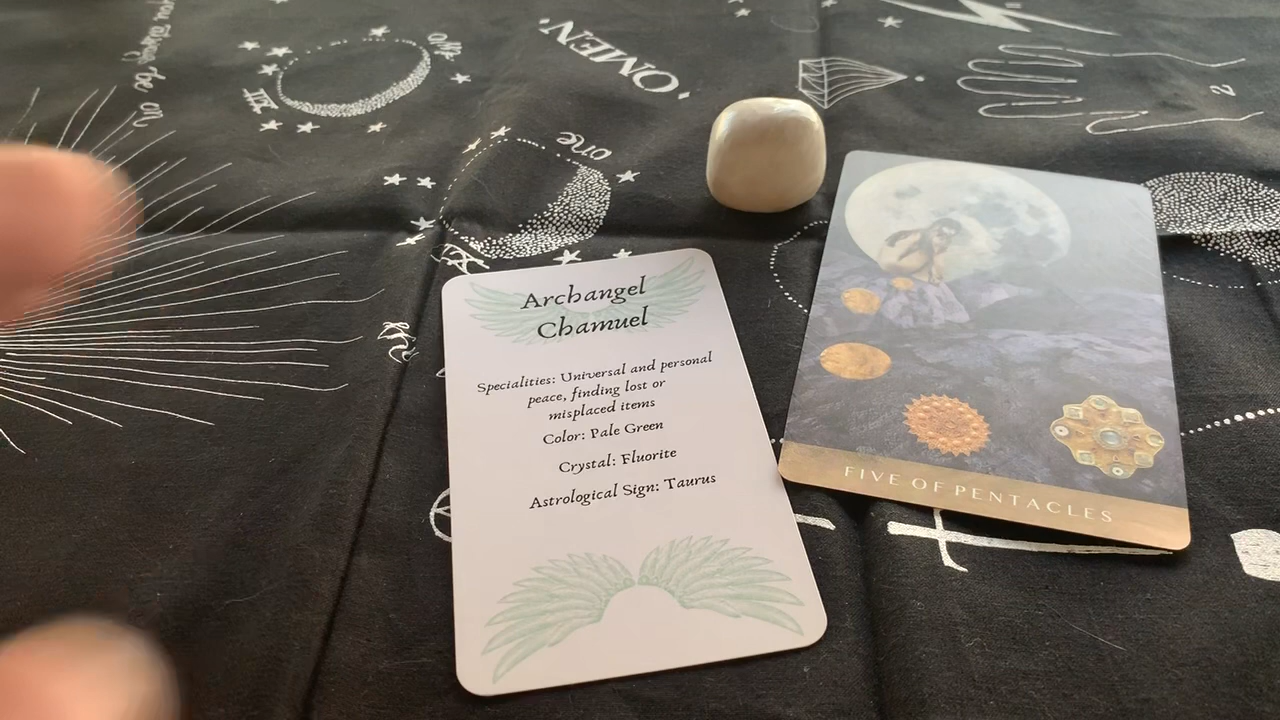 ·OMEN·
one
Archangel
Chamuel
Specialities: Universal and personal
peace, finding lost or
misplaced items
Color: Pale Green
Crystal: Fluorite
Astrological Sign: Taurus
FIVE OF PENTACLES